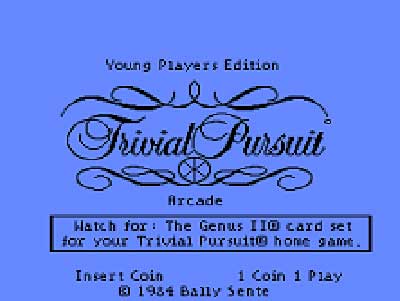 Young Players Edition
Trivial Pursuit
Arcade
Watch for: The Genus II® card set
for your Trivial Pursuit® home game.
Insert Coin 1 Coin 1 Play
© 1984 Bally Sente